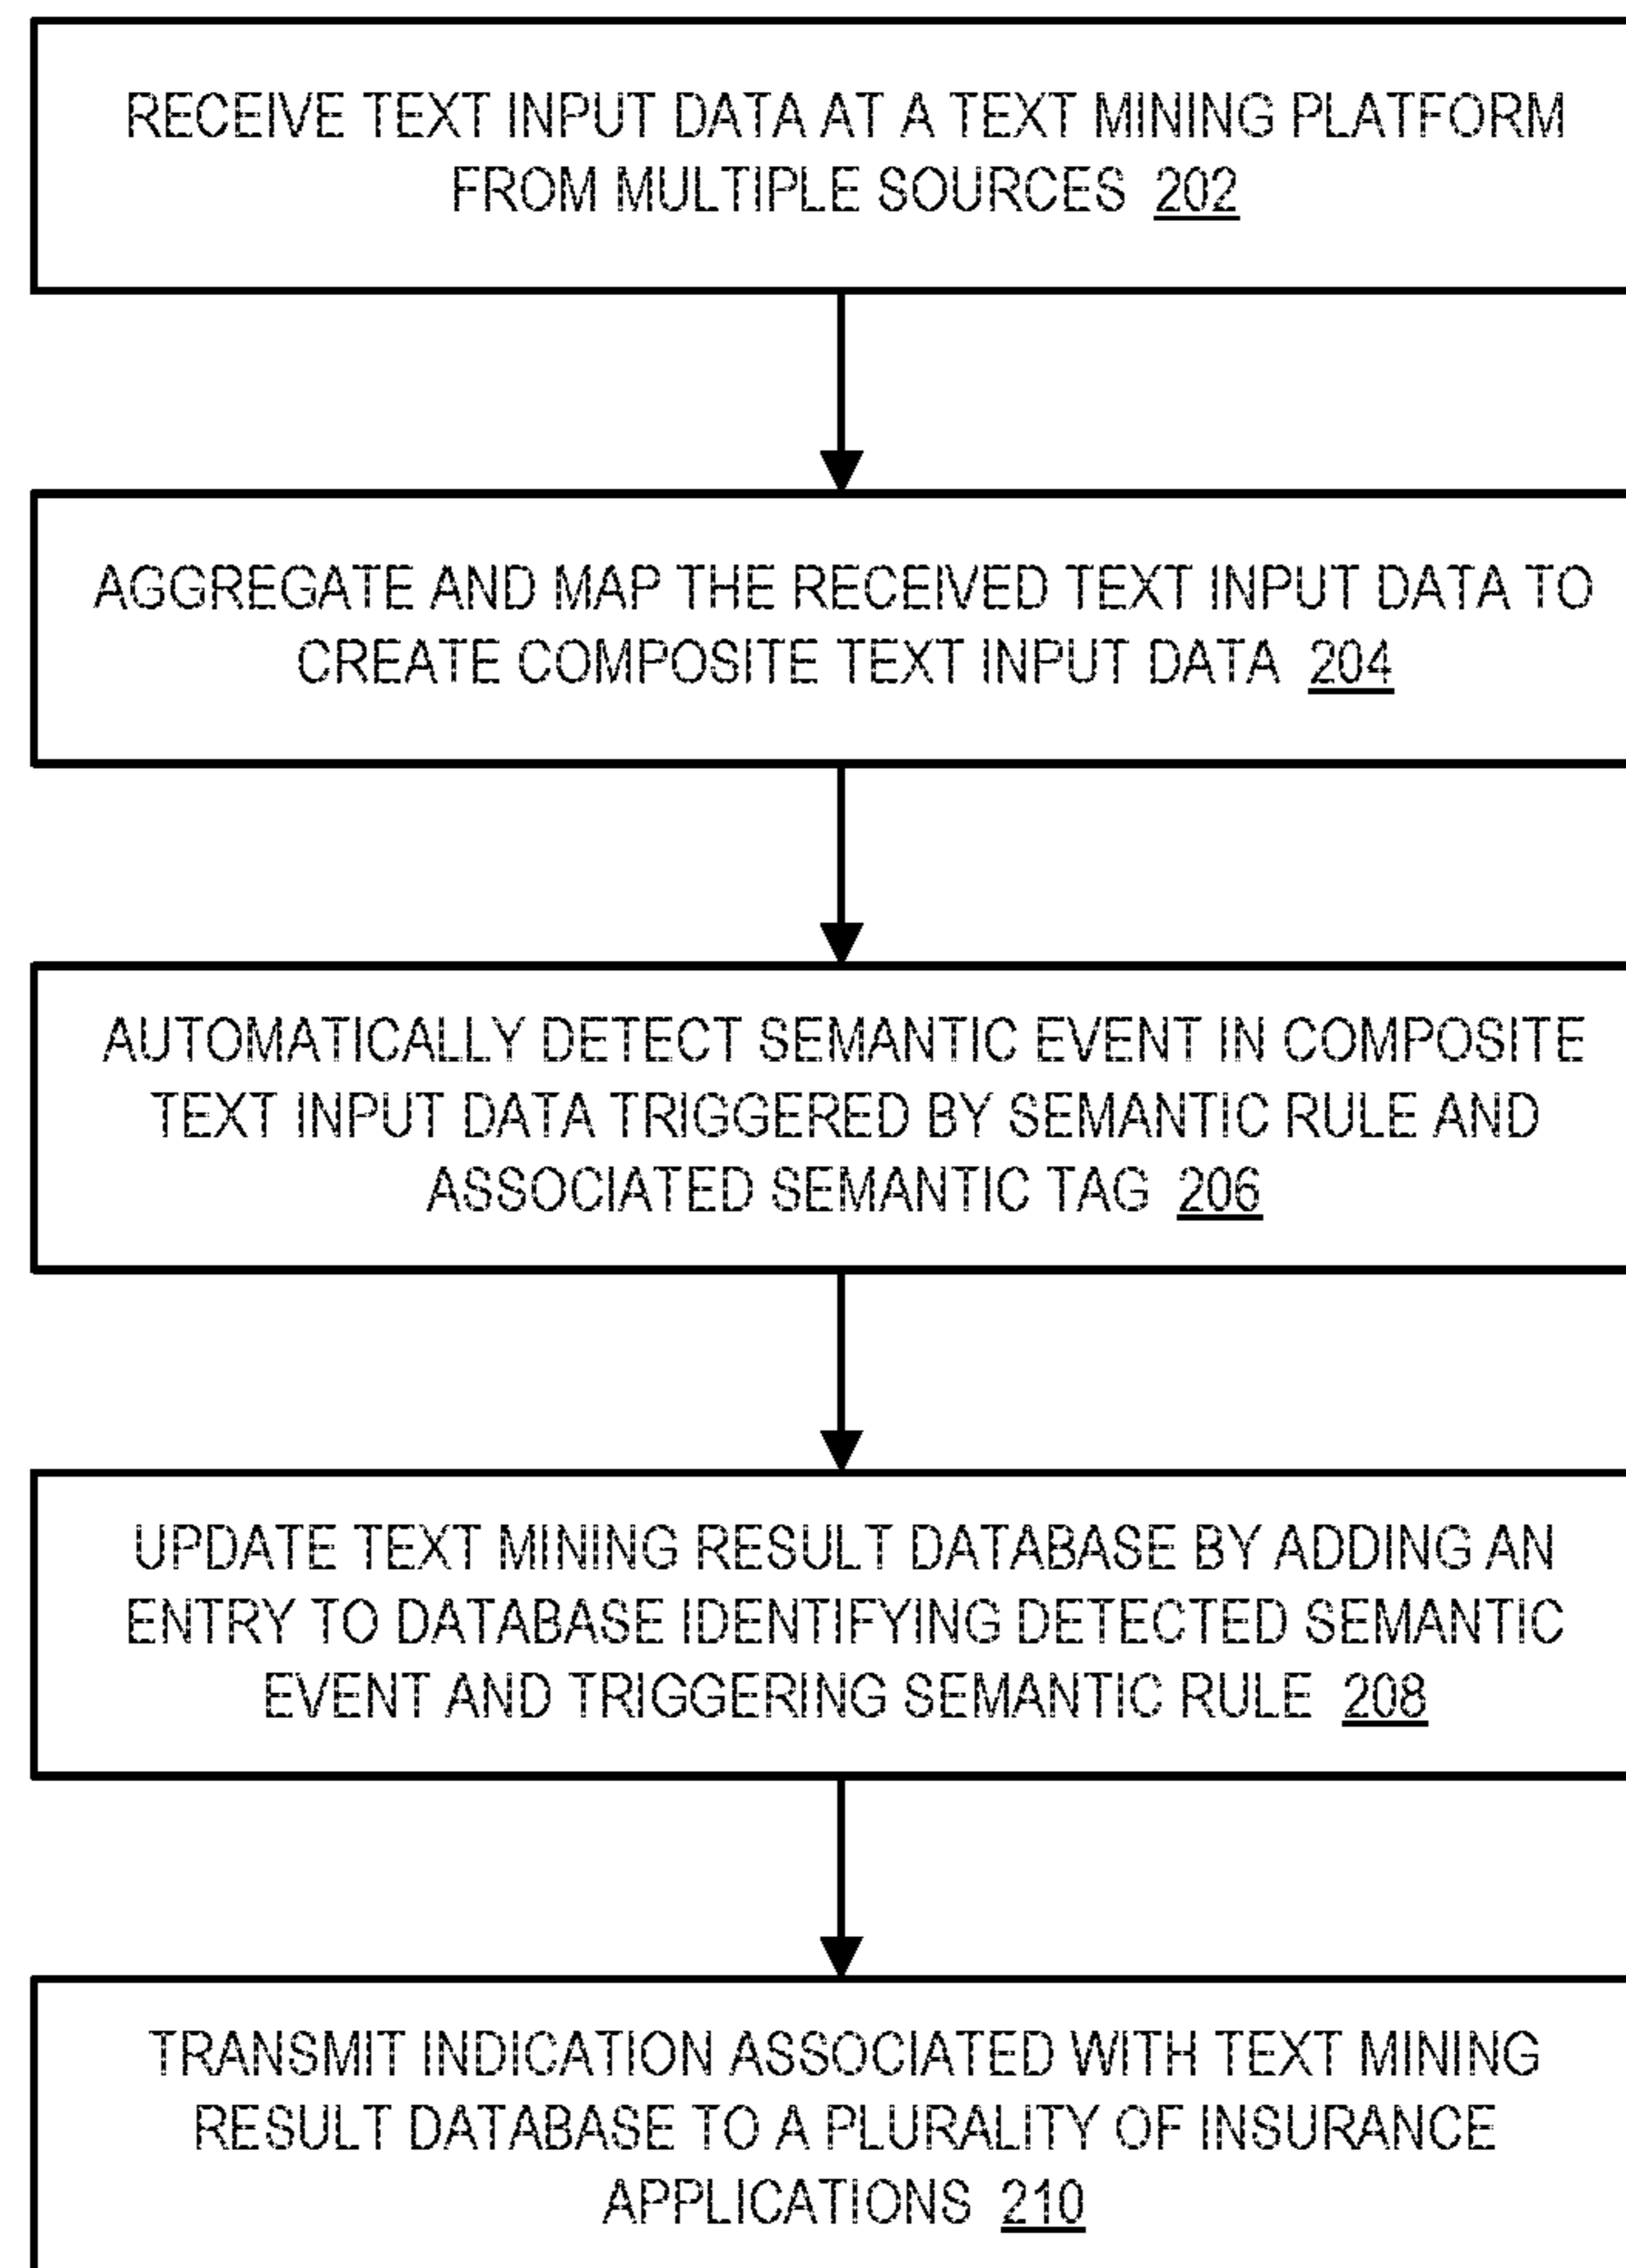 RECEIVE TEXT INPUT DATA AT A TEXT MINING PLATFORM
FROM MULTIPLE SOURCES 202
AGGREGATE AND MAP THE RECEIVED TEXT INPUT DATA TO
CREATE COMPOSITE TEXT INPUT DATA 204
AUTOMATICALLY DETECT SEMANTIC EVENT IN COMPOSITE
TEXT INPUT DATA TRIGGERED BY SEMANTIC RULE AND
ASSOCIATED SEMANTIC TAG 206
UPDATE TEXT MINING RESULT DATABASE BY ADDING AN
ENTRY TO DATABASE IDENTIFYING DETECTED SEMANTIC
EVENT AND TRIGGERING SEMANTIC RULE 208
TRANSMIT INDICATION ASSOCIATED WITH TEXT MINING
RESULT DATABASE TO A PLURALITY OF INSURANCE
APPLICATIONS 210